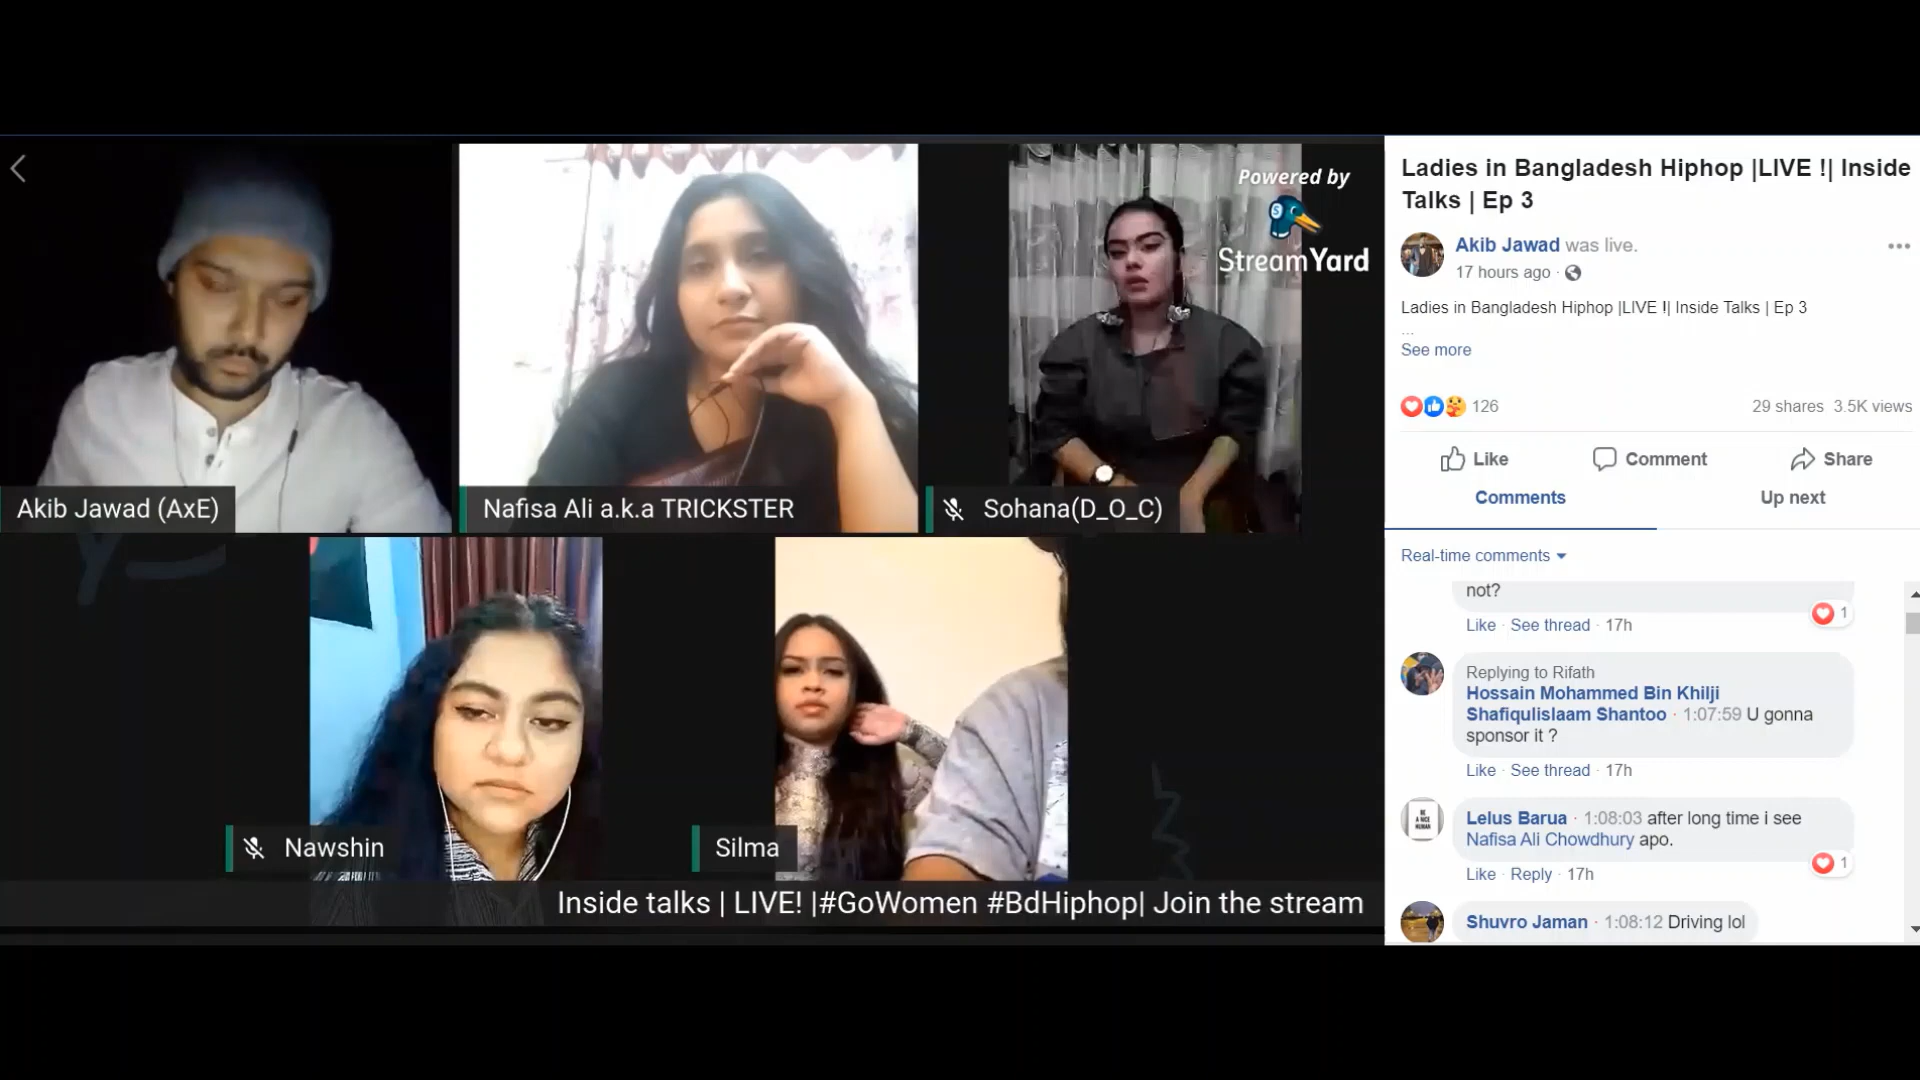 Powered by
StreamYard
Akib Jawad (AxE)
Nafisa Ali a.k.a TRICKSTER
Sohana(D_O_C)
Nawshin
Silma
Inside talks | LIVE! |#GoWomen #BdHiphop| Join the stream
Ladies in Bangladesh Hiphop |LIVE !| Inside
Talks | Ep 3
Akib Jawad was live.
17 hours ago ·
Ladies in Bangladesh Hiphop |LIVE !| Inside Talks | Ep 3
...
See more
126
29 shares 3.5K views
Like Comment Share
Comments Up next
Real-time comments
not?
1
Like · See thread · 17h
Replying to Rifath
Hossain Mohammed Bin Khilji
Shafiqulislaam Shantoo · 1:07:59 U gonna
sponsor it ?
Like · See thread · 17h
BE
A NICE
HUMAN
Lelus Barua · 1:08:03 after long time i see
Nafisa Ali Chowdhury apo.
1
Like · Reply · 17h
Shuvro Jaman · 1:08:12 Driving lol